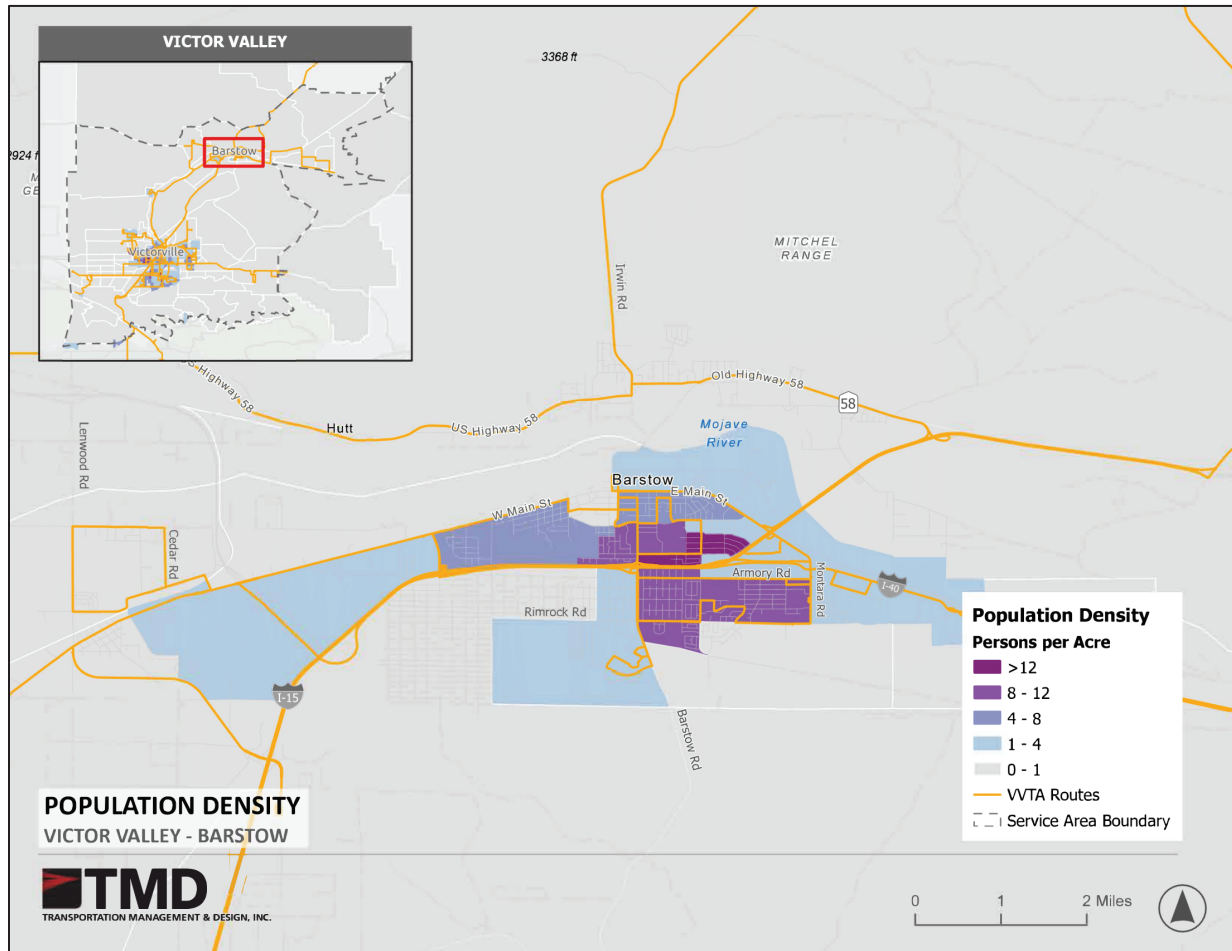 VICTOR VALLEY
3368 ft
Barstow
2924 ft
M
GE
Victorville
MITCHEL
RANGE
Irwin Rd
US Highway 58
Old Highway 58
58
Hutt
US Highway 58
Mojave
River
Lenwood Rd
Barstow
E Main St
W Main St
Cedar Rd
Armory Rd
Montara Rd
I-40
Rimrock Rd
I-15
Barstow Rd
Population Density
Persons per Acre
>12
8 - 12
4 - 8
1 - 4
0 - 1
VVTA Routes
Service Area Boundary
POPULATION DENSITY
VICTOR VALLEY - BARSTOW
TMD
TRANSPORTATION MANAGEMENT & DESIGN, INC.
0 1 2 Miles